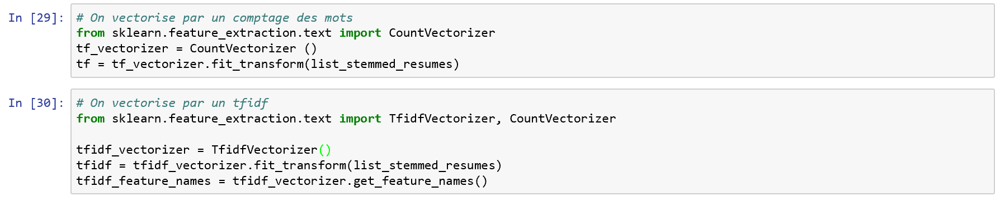 In [29]:
# On vectorise par un comptage des mots
from sklearn.feature_extraction.text import CountVectorizer
tf_vectorizer = CountVectorizer ()
tf = tf_vectorizer.fit_transform(list_stemmed_resumes)
In [30]:
# On vectorise par un tfidf
from sklearn.feature_extraction.text import TfidfVectorizer, CountVectorizer
tfidf_vectorizer = TfidfVectorizer()
tfidf = tfidf_vectorizer.fit_transform(list_stemmed_resumes)
tfidf_feature_names = tfidf_vectorizer.get_feature_names()